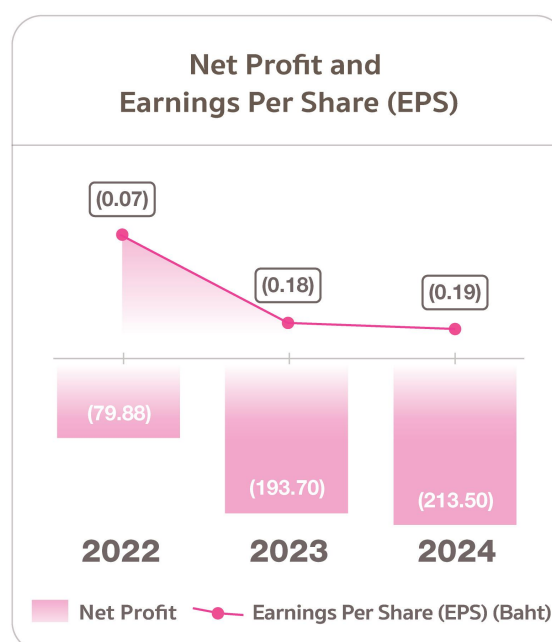 Net Profit and
Earnings Per Share (EPS)
(0.07)
(0.18)
(0.19)
(79.88)
(193.70)
(213.50)
2022
2023
2024
Net Profit
Earnings Per Share (EPS) (Baht)